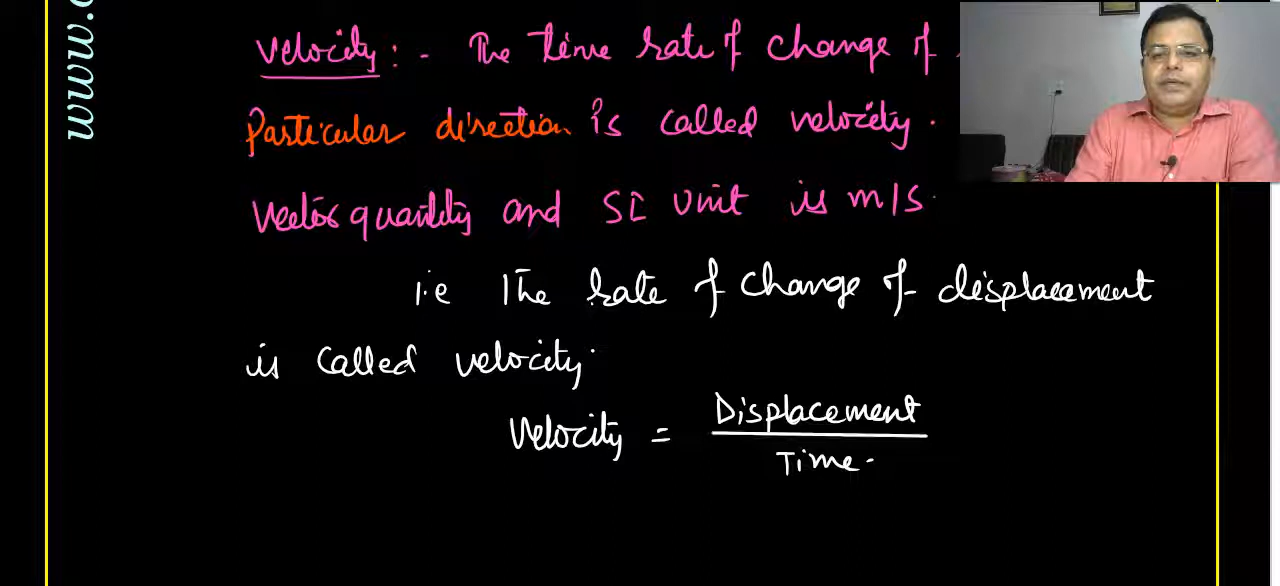 www.
Velocity :- The time rate of change of
Particular direction is called velocity.
Vector quantity and SI unit is m/s.
i.e The rate of change of displacement
is called velocity.
Velocity = Displacement / Time.